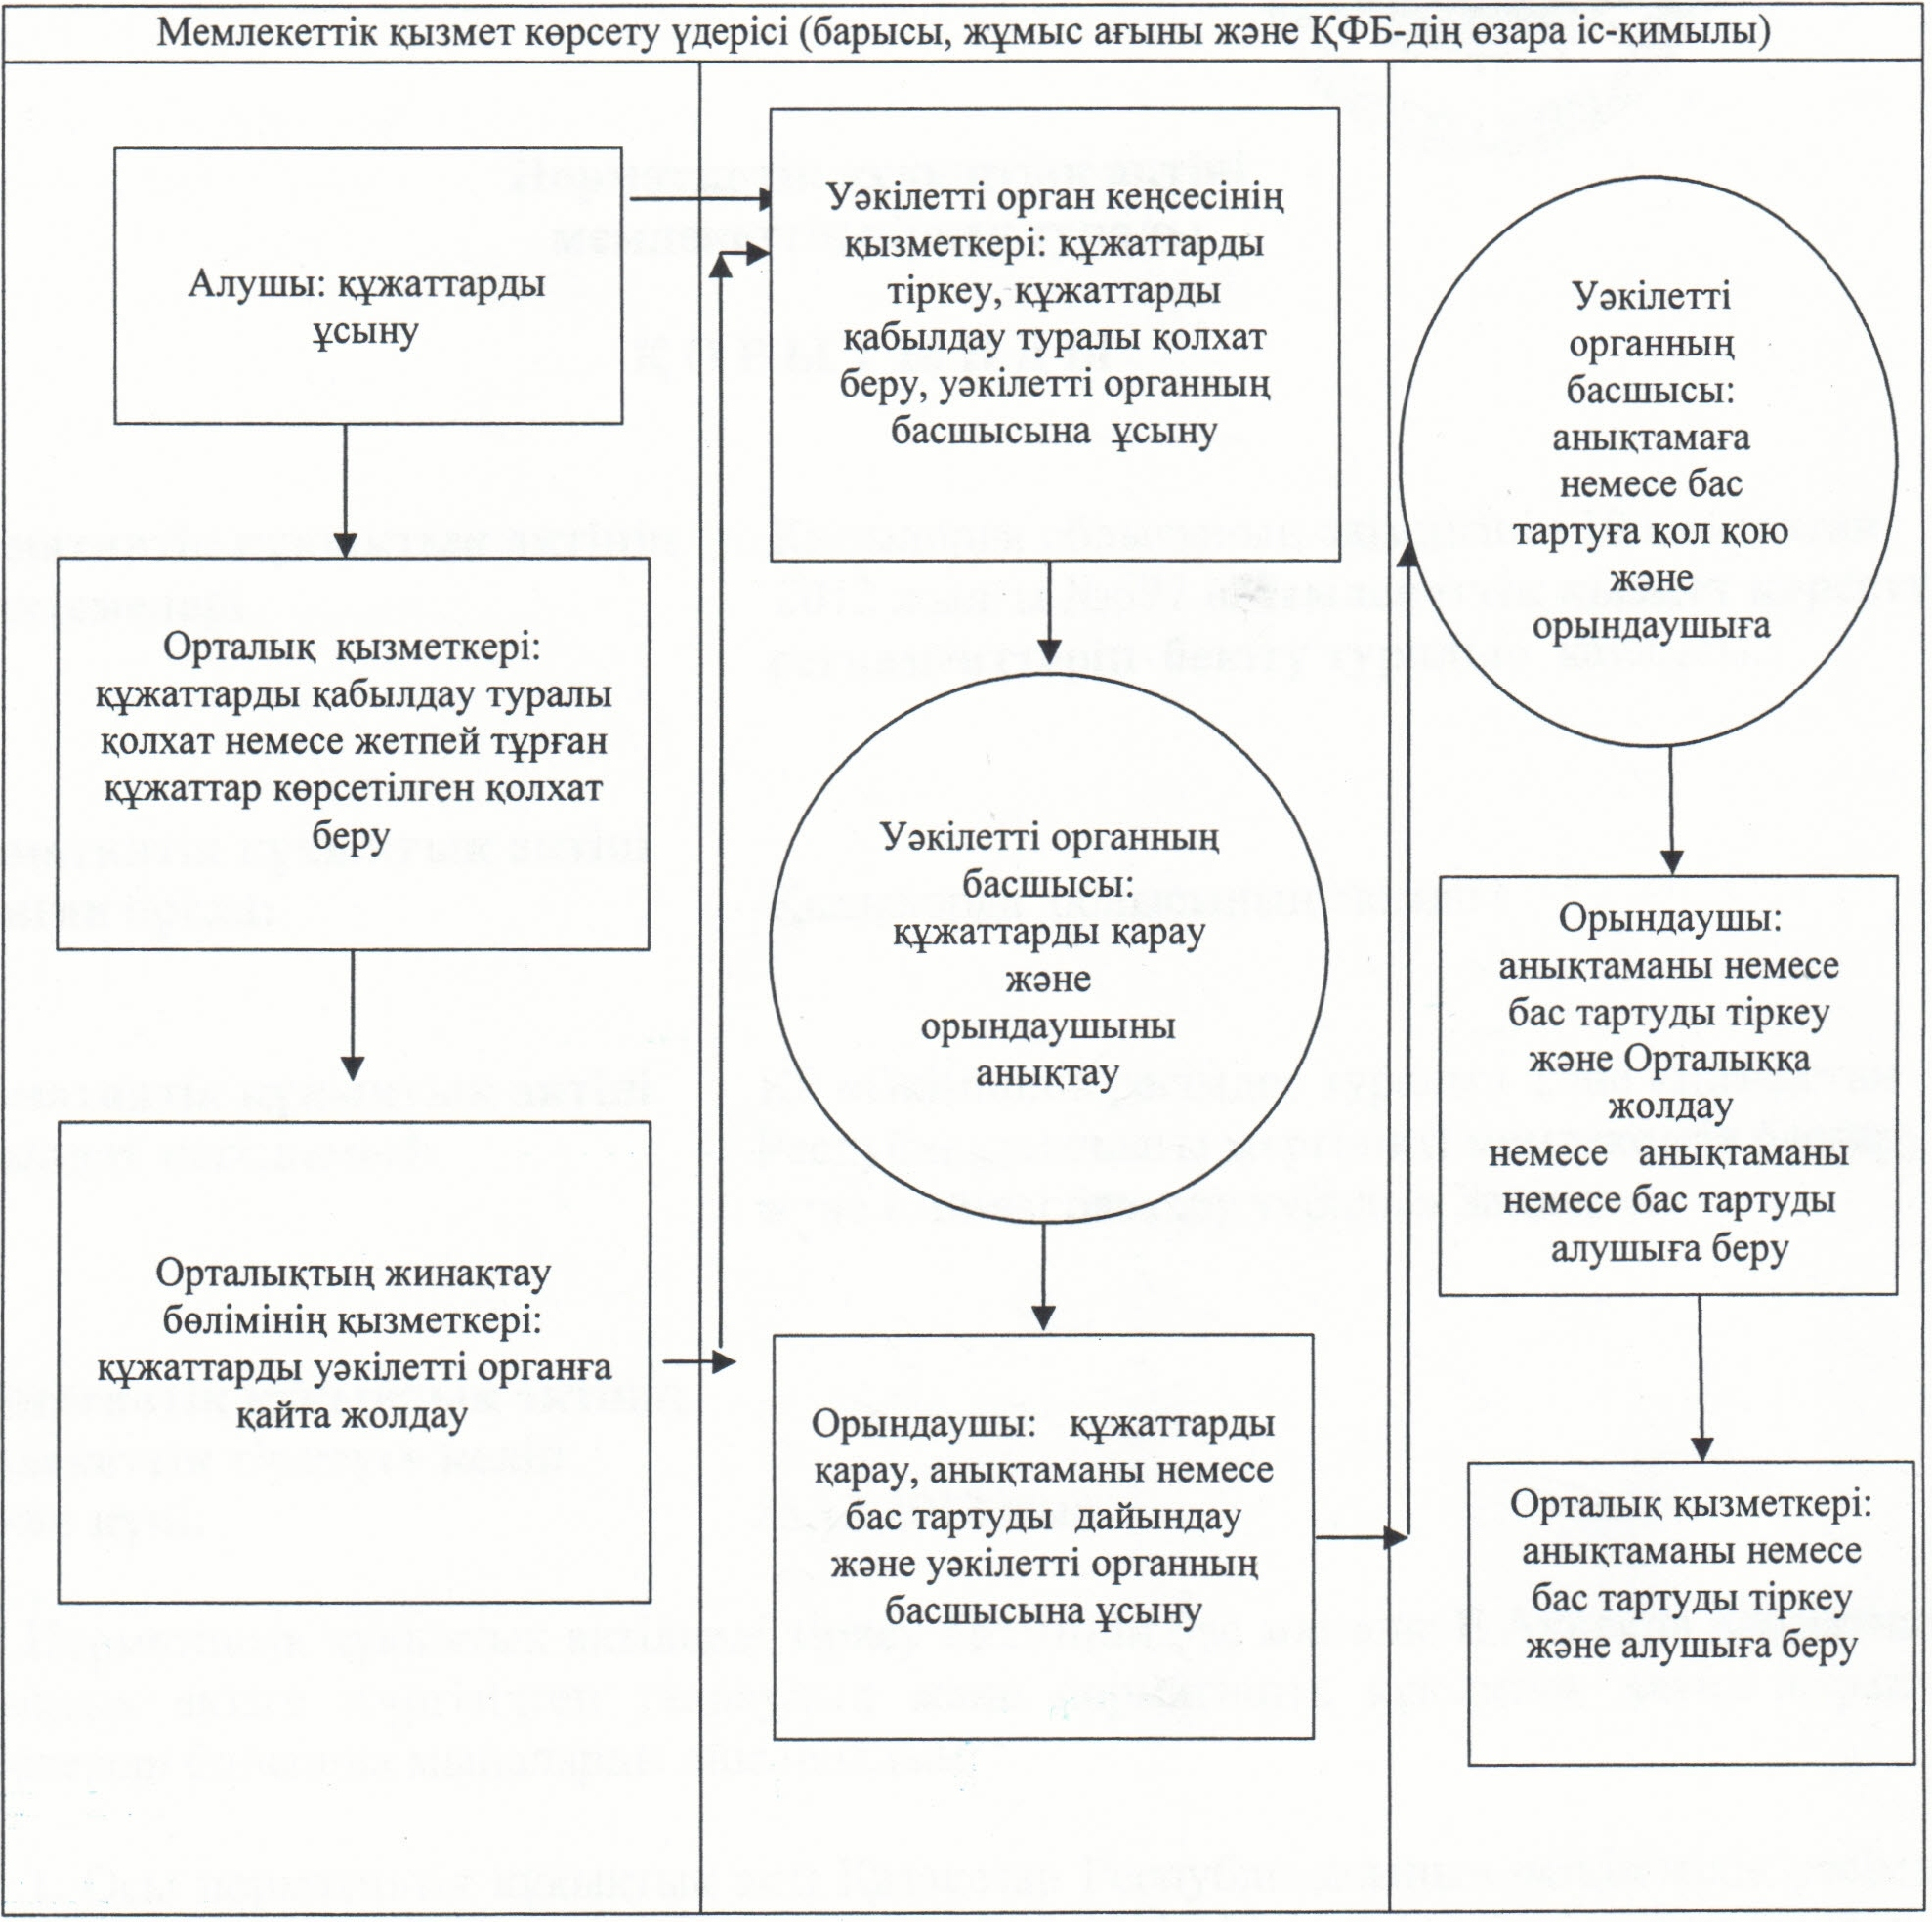 Мемлекеттік қызмет көрсету үдерісі (барысы, жұмыс ағыны және ҚФБ-дің өзара іс-қимылы)
Алушы: құжаттарды
ұсыну
Орталық қызметкері:
құжаттарды қабылдау туралы
қолхат немесе жетпей тұрған
құжаттар көрсетілген қолхат
беру
Орталықтың жинақтау
бөлімінің қызметкері:
құжаттарды уәкілетті органға
қайта жолдау
Уәкілетті орган кеңсесінің
қызметкері: құжаттарды
тіркеу, құжаттарды
қабылдау туралы қолхат
беру, уәкілетті органның
басшысына ұсыну
Уәкілетті органның
басшысы:
құжаттарды қарау
және
орындаушыны
анықтау
Орындаушы: құжаттарды
қарау, анықтаманы немесе
бас тартуды дайындау
және уәкілетті органның
басшысына ұсыну
Уәкілетті
органның
басшысы:
анықтамаға
немесе бас
тартуға қол қою
және
орындаушыға
Орындаушы:
анықтаманы немесе
бас тартуды тіркеу
және Орталыққа
жолдау
немесе анықтаманы
немесе бас тартуды
алушыға беру
Орталық қызметкері:
анықтаманы немесе
бас тартуды тіркеу
және алушыға беру